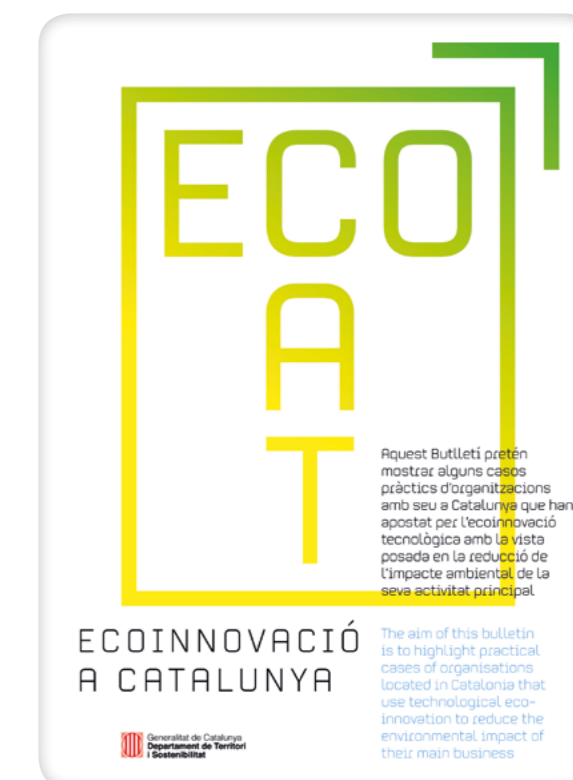 ECO
A
T
Aquest Butlletí pretén
mostrar alguns casos
pràctics d'organitzacions
amb seu a Catalunya que han
apostat per l'ecoinnovació
tecnològica amb la vista
posada en la reducció de
l'impacte ambiental de la
seva activitat principal
ECOINNOVACIÓ
A CATALUNYA
The aim of this bulletin
is to highlight practical
cases of organisations
located in Catalonia that
use technological eco-
innovation to reduce the
environmental impact of
their main business
Generalitat de Catalunya
Departament de Territori
i Sostenibilitat